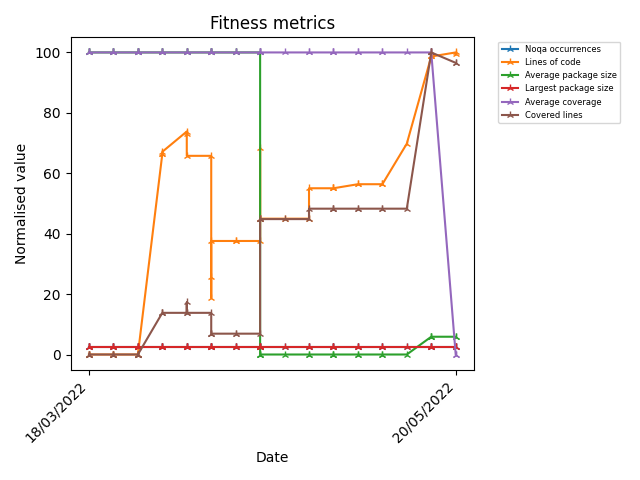 Fitness metrics
Normalised value
100
80
60
40
20
0
18/03/2022
20/05/2022
Date
Noqa occurrences
Lines of code
Average package size
Largest package size
Average coverage
Covered lines